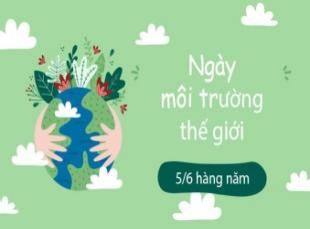 Ngày
môi trường
thế giới
5/6 hàng năm